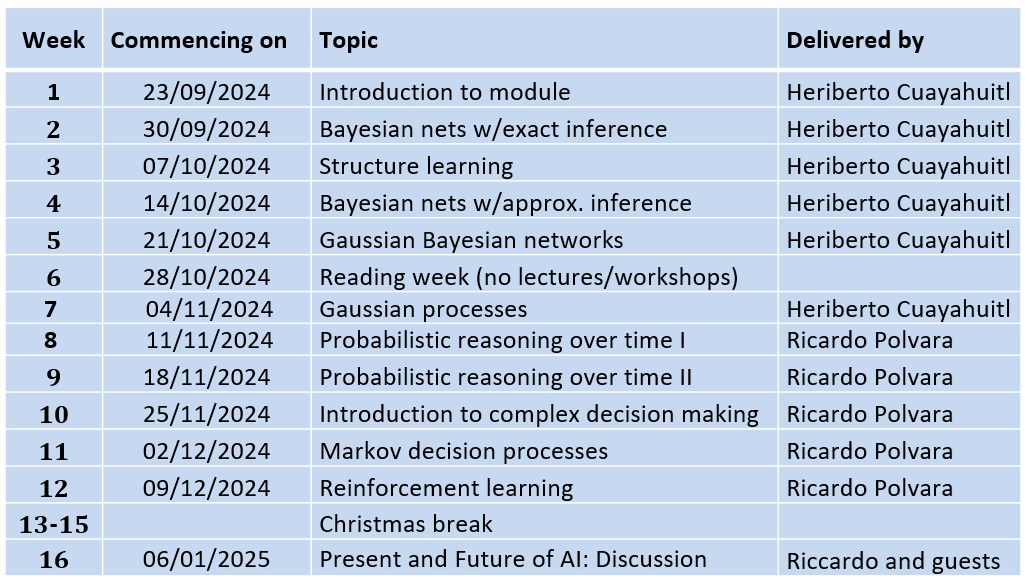 Week Commencing on Topic Delivered by
1 23/09/2024 Introduction to module Heriberto Cuayahuitl
2 30/09/2024 Bayesian nets w/exact inference Heriberto Cuayahuitl
3 07/10/2024 Structure learning Heriberto Cuayahuitl
4 14/10/2024 Bayesian nets w/approx. inference Heriberto Cuayahuitl
5 21/10/2024 Gaussian Bayesian networks Heriberto Cuayahuitl
6 28/10/2024 Reading week (no lectures/workshops)
7 04/11/2024 Gaussian processes Heriberto Cuayahuitl
8 11/11/2024 Probabilistic reasoning over time I Ricardo Polvara
9 18/11/2024 Probabilistic reasoning over time II Ricardo Polvara
10 25/11/2024 Introduction to complex decision making Ricardo Polvara
11 02/12/2024 Markov decision processes Ricardo Polvara
12 09/12/2024 Reinforcement learning Ricardo Polvara
13-15 Christmas break
16 06/01/2025 Present and Future of AI: Discussion Riccardo and guests